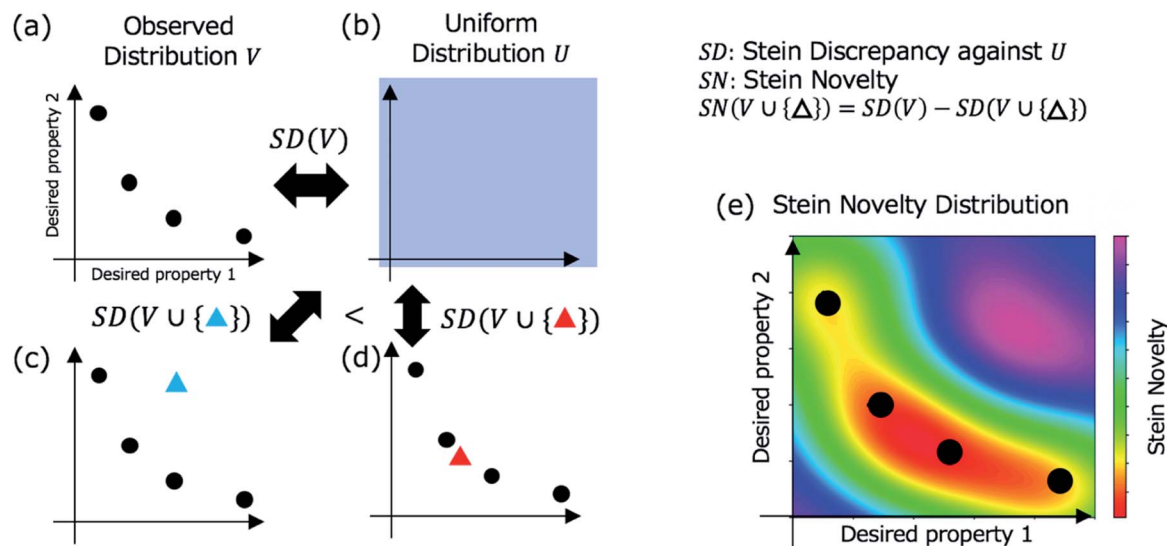 (a)
Observed
Distribution V
(b)
Uniform
Distribution U
SD: Stein Discrepancy against U
SN: Stein Novelty
SN(V ∪ {△}) = SD(V) − SD(V ∪ {△})
Desired property 2
Desired property 1
SD(V)
SD(V ∪ {▲})
<
SD(V ∪ {▲})
(c)
(d)
(e) Stein Novelty Distribution
Desired property 2
Desired property 1
Stein Novelty